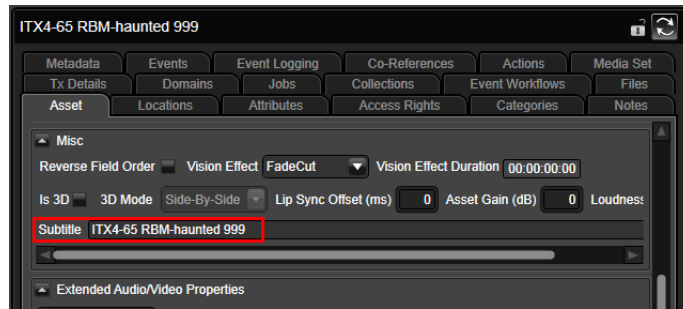 ITX4-65 RBM-haunted 999
Metadata Events Event Logging Co-References Actions Media Set
Tx Details Domains Jobs Collections Event Workflows Files
Asset Locations Attributes Access Rights Categories Notes
Misc
Reverse Field Order Vision Effect FadeCut Vision Effect Duration 00:00:00:00
Is 3D 3D Mode Side-By-Side Lip Sync Offset (ms) 0 Asset Gain (dB) 0 Loudness
Subtitle ITX4-65 RBM-haunted 999
Extended Audio/Video Properties